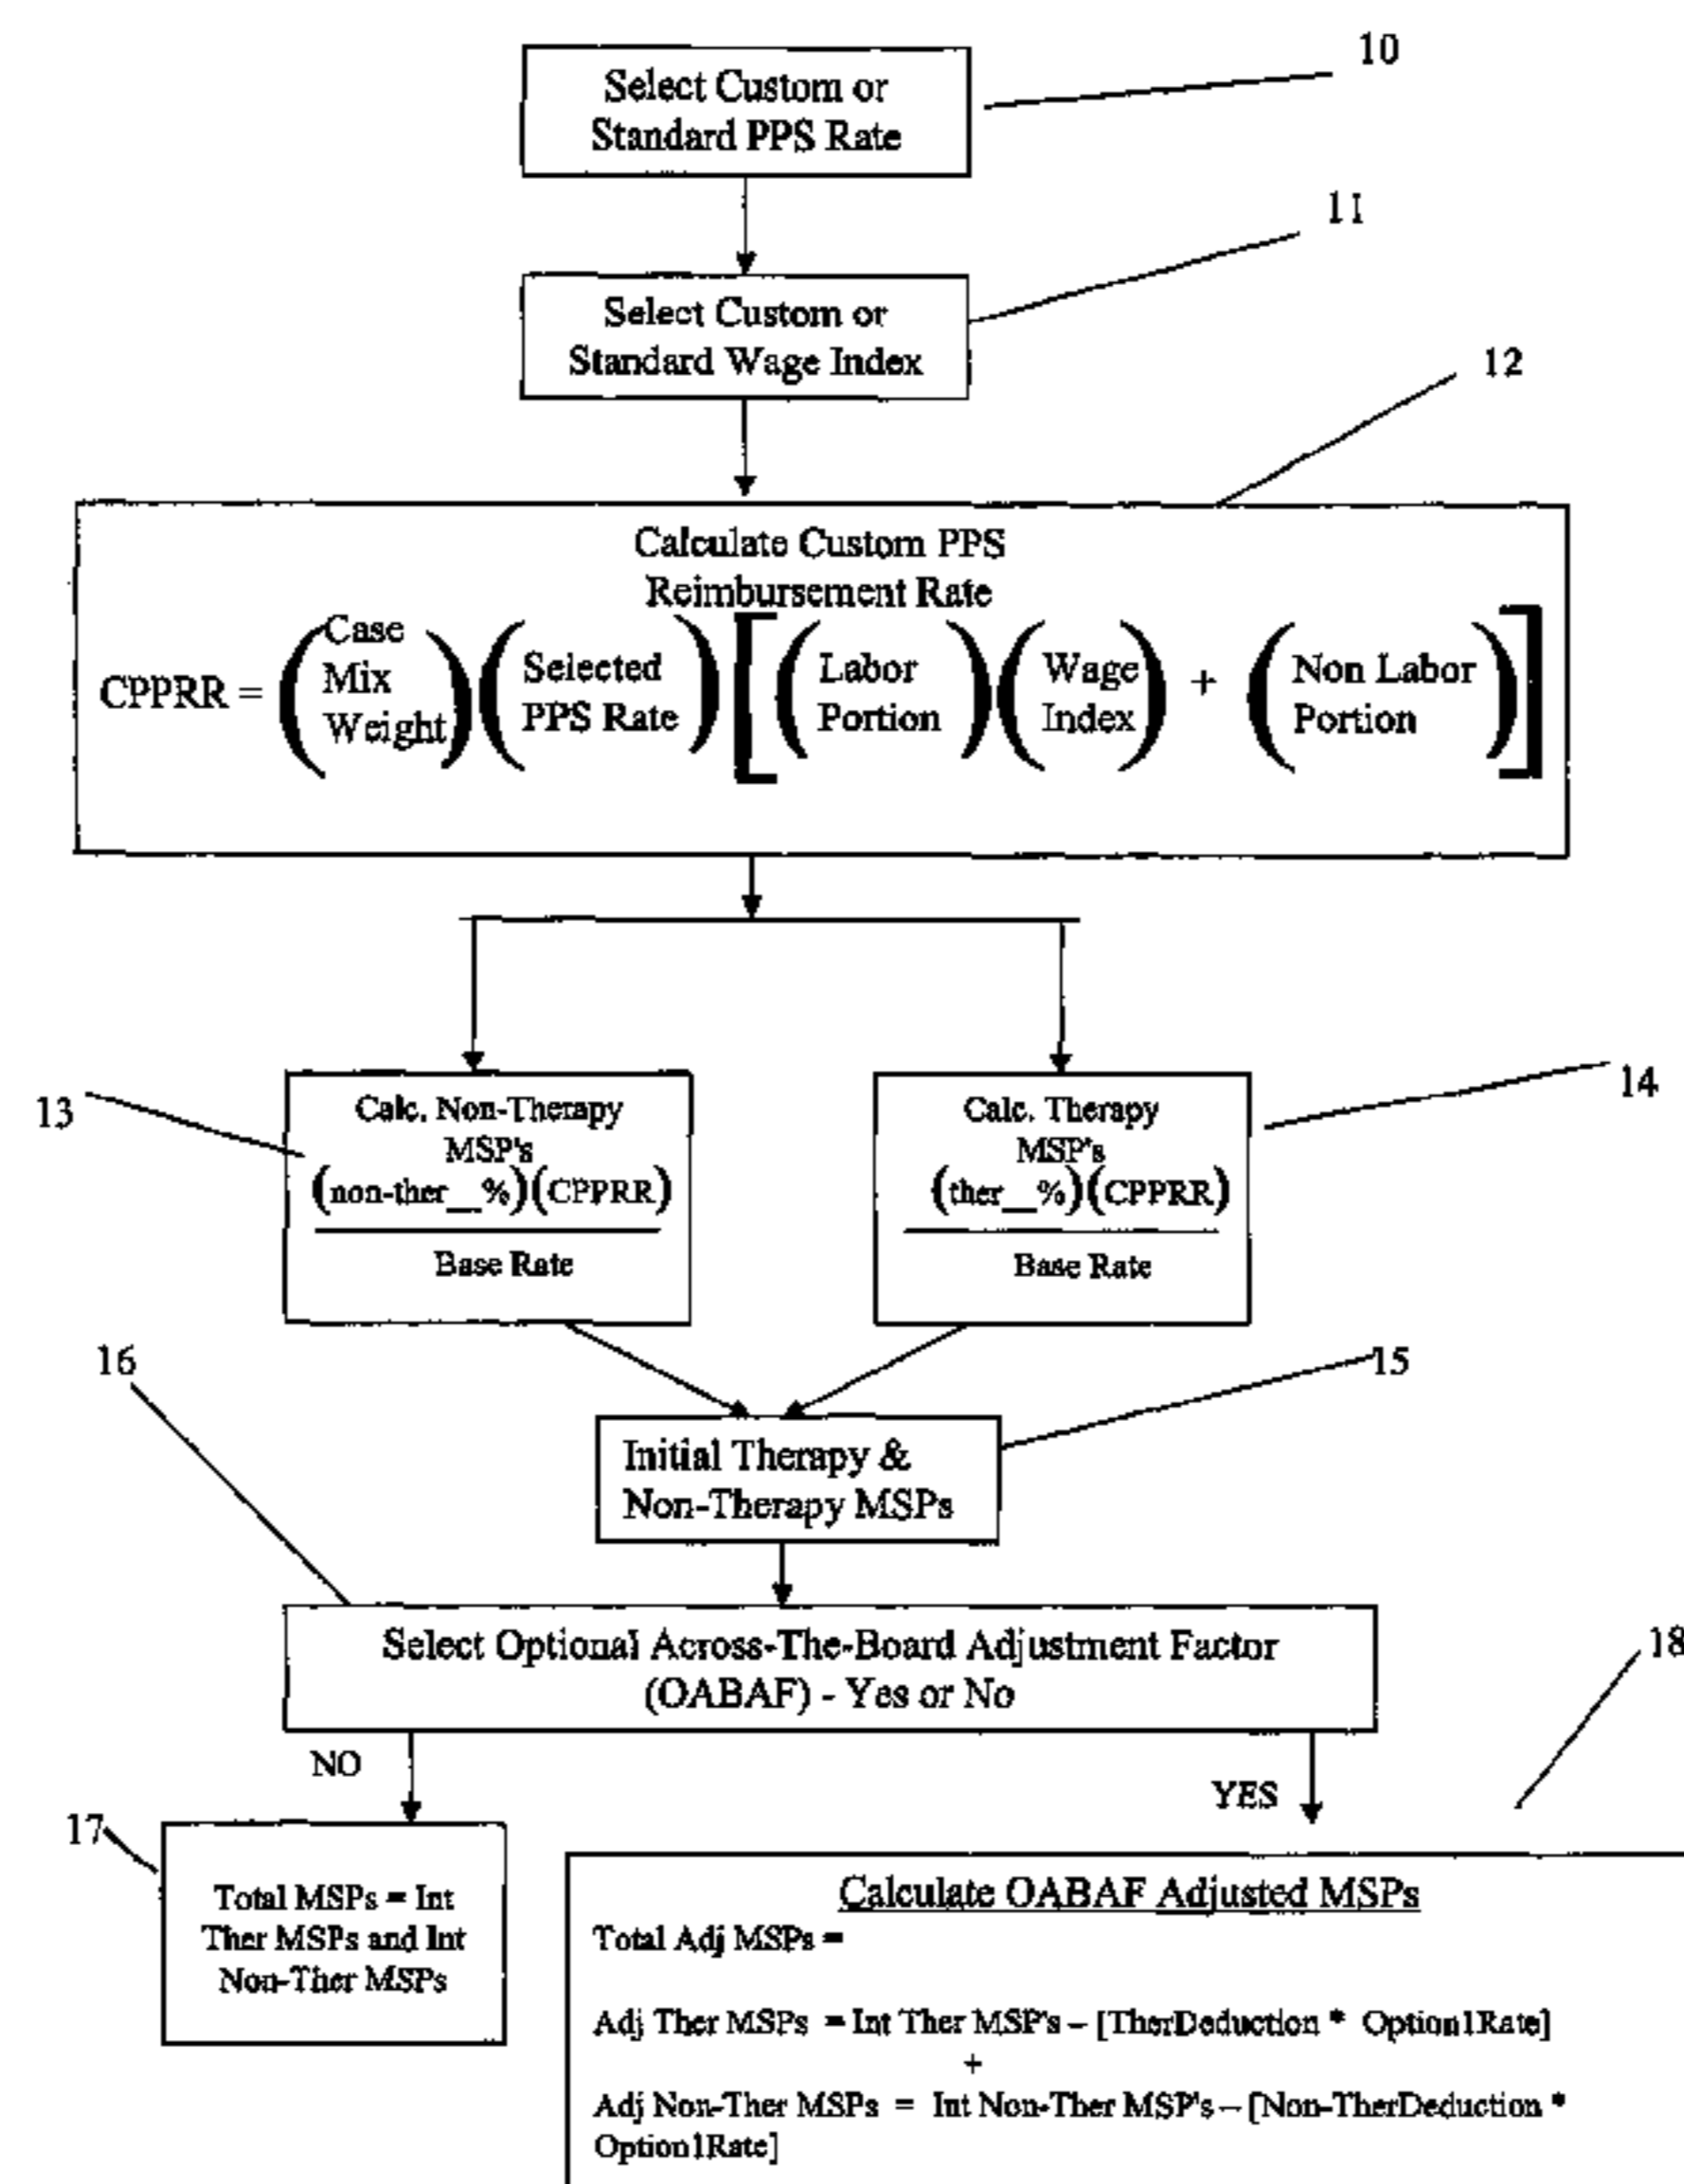 10
Select Custom or
Standard PPS Rate
11
Select Custom or
Standard Wage Index
12
Calculate Custom PPS
Reimbursement Rate
CPPRR = (Case Mix Weight)(Selected PPS Rate)[(Labor Portion)(Wage Index) + (Non Labor Portion)]
13
Calc. Non-Therapy
MSP's
(non-ther__%)(CPPRR)
Base Rate
14
Calc. Therapy
MSP's
(ther__%)(CPPRR)
Base Rate
15
Initial Therapy &
Non-Therapy MSPs
16
Select Optional Across-The-Board Adjustment Factor
(OABAF) - Yes or No
NO
YES
17
Total MSPs = Int
Ther MSPs and Int
Non-Ther MSPs
18
Calculate OABAF Adjusted MSPs
Total Adj MSPs =
Adj Ther MSPs = Int Ther MSP's – [TherDeduction * Option1Rate]
+
Adj Non-Ther MSPs = Int Non-Ther MSP's – [Non-TherDeduction *
Option1Rate]